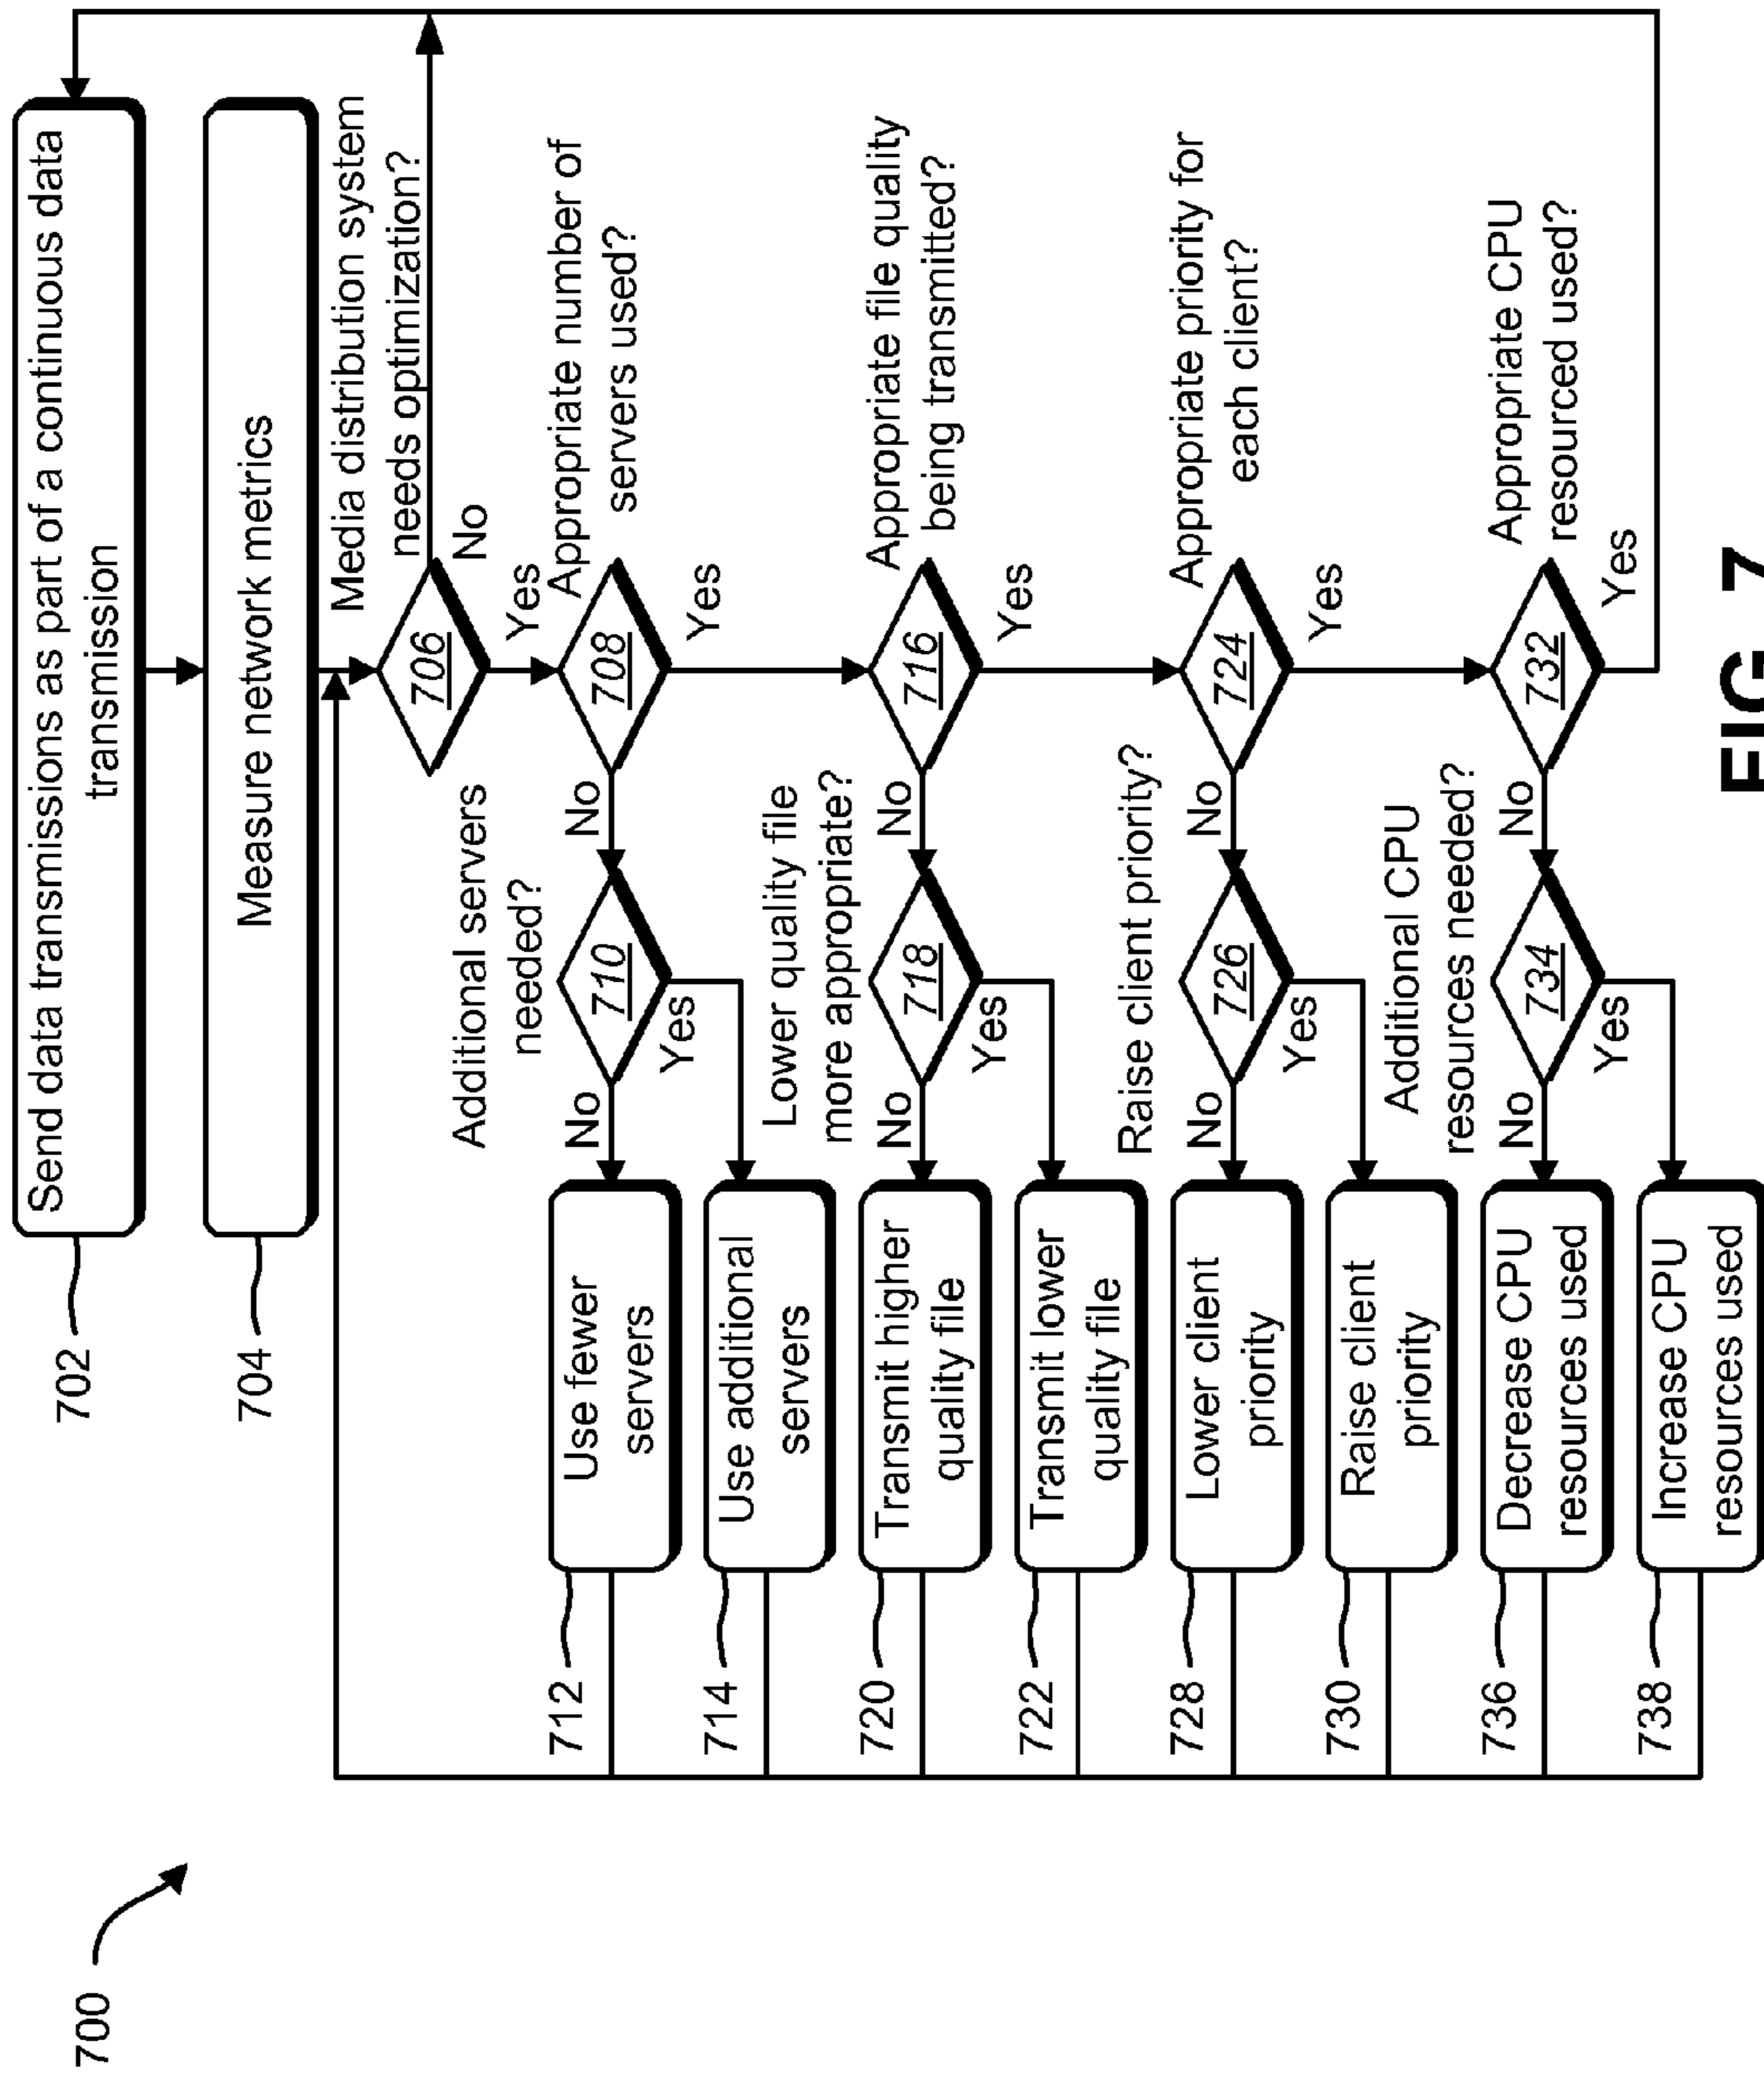 700
702
Send data transmissions as part of a continuous data
transmission
704
Measure network metrics
Media distribution system
needs optimization?
706
No
Yes
Appropriate number of
servers used?
708
Yes
No
Additional servers
needed?
710
No
Yes
Use fewer
servers
712
Use additional
servers
714
Appropriate file quality
being transmitted?
716
Yes
No
Lower quality file
more appropriate?
718
No
Yes
Transmit higher
quality file
720
Transmit lower
quality file
722
Appropriate priority for
each client?
724
Yes
No
Raise client priority?
726
No
Yes
Lower client
priority
728
Raise client
priority
730
Appropriate CPU
resourced used?
732
Yes
No
Additional CPU
resources needed?
734
No
Yes
Decrease CPU
resources used
736
Increase CPU
resources used
738
FIG 7